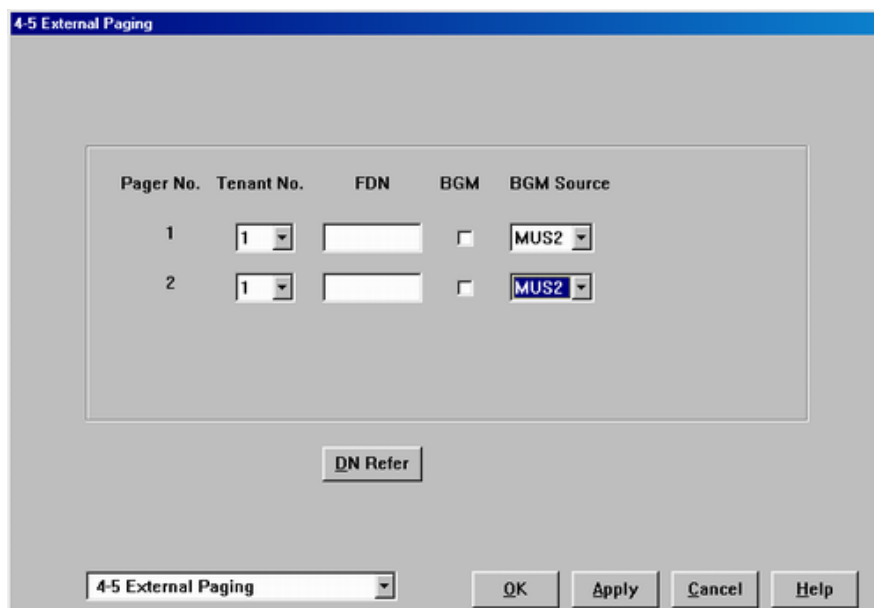 4-5 External Paging
Pager No. Tenant No. FDN BGM BGM Source
1 1 MUS2
2 1 MUS2
DN Refer
4-5 External Paging OK Apply Cancel Help